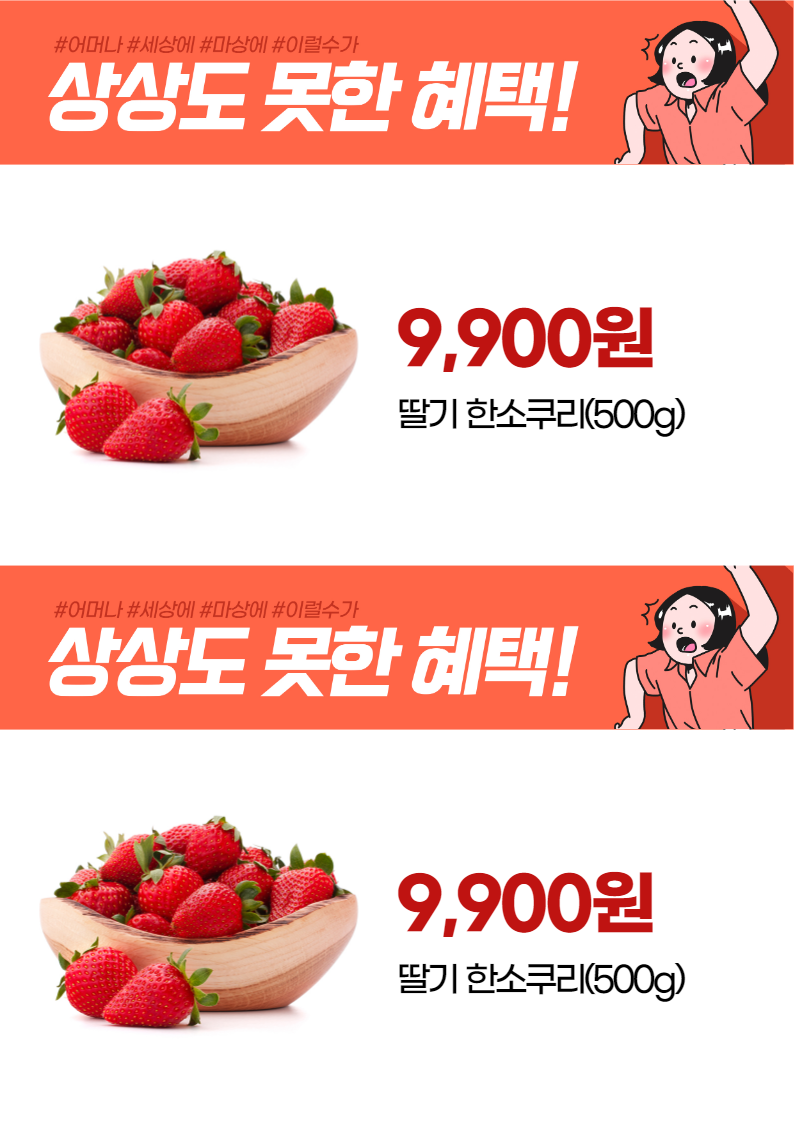 #어머나 #세상에 #마상에 #이럴수가
상상도 못한 혜택!
9,900원
딸기 한소쿠리(500g)
#어머나 #세상에 #마상에 #이럴수가
상상도 못한 혜택!
9,900원
딸기 한소쿠리(500g)